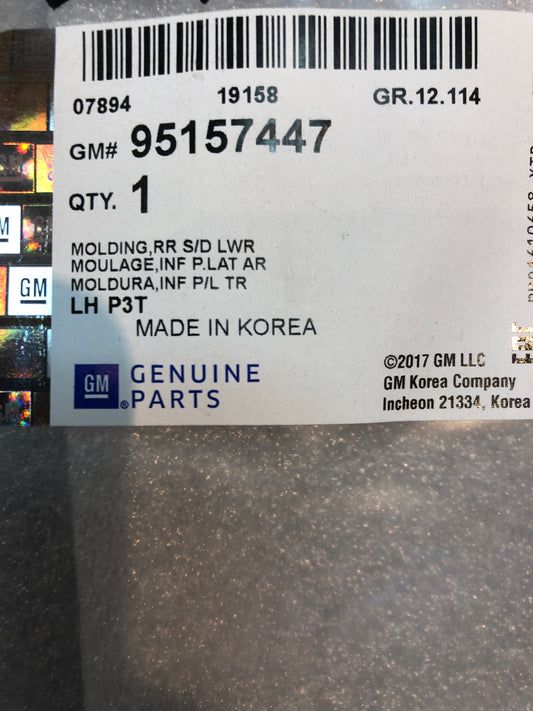 07894 19158 GR.12.114
GM# 95157447
QTY. 1
MOLDING,RR S/D LWR
MOULAGE,INF P.LAT AR
MOLDURA,INF P/L TR
LH P3T
MADE IN KOREA
GM GENUINE
®PARTS
©2017 GM LLC
GM Korea Company
Incheon 21334, Korea
GM